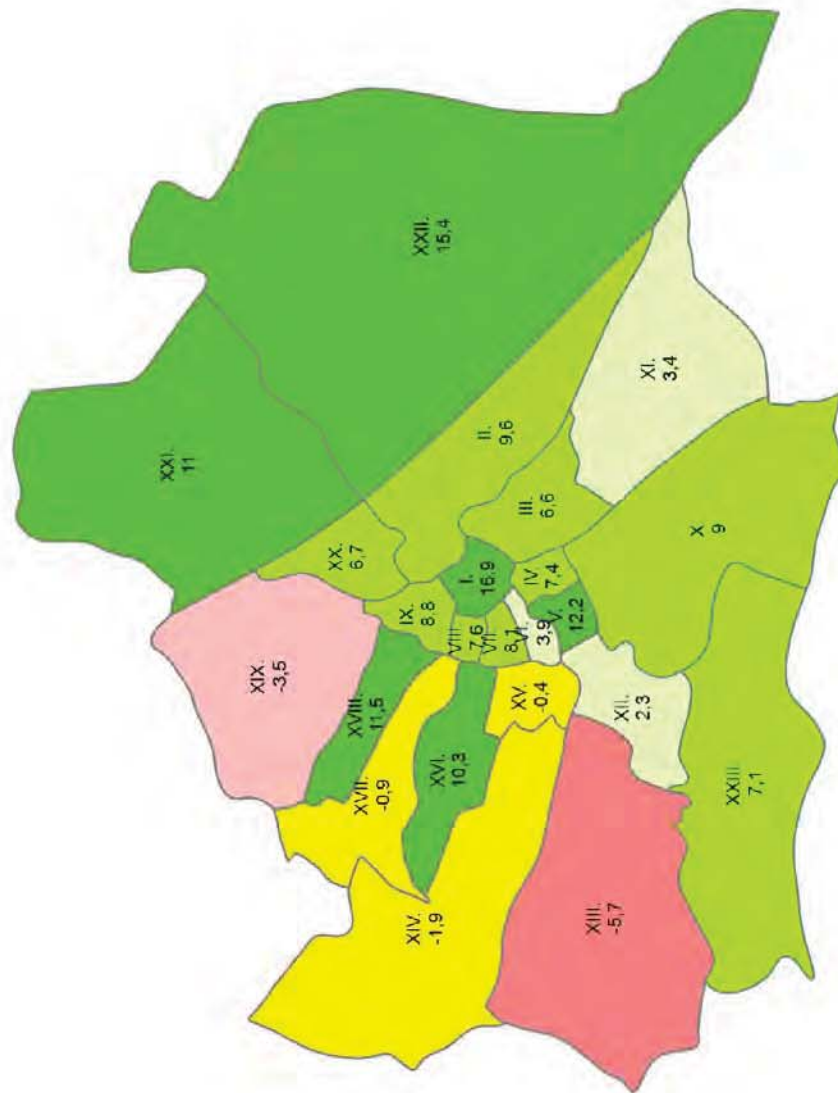 XXI.
11
XIX.
-3,5
IX.
8,8
XX.
6,7
XVIII.
11,5
XVII.
-0,9
XIV.
-1,9
XXII.
15,4
XVI.
10,3
VIII
7,6
I.
16,9
II.
9,6
VII
8,1
XV.
-0,4
VI.
3,9
III.
6,6
IV
7,4
V.
12,2
XIII.
-5,7
XII.
2,3
XI.
3,4
X
9
XXIII.
7,1